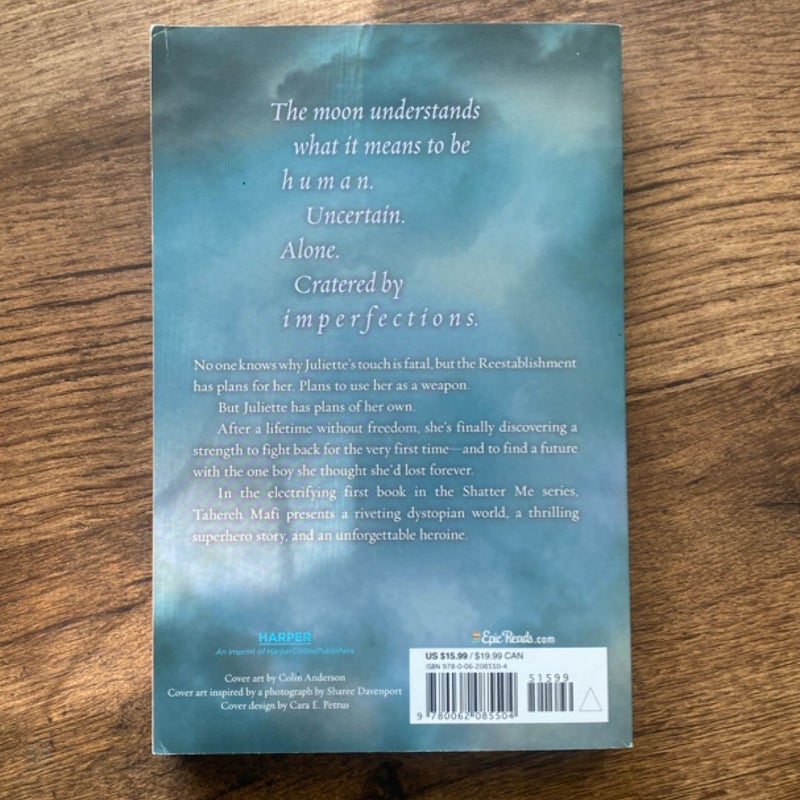 The moon understands
what it means to be
human.
Uncertain.
Alone.
Cratered by
imperfections.
No one knows why Juliette's touch is fatal, but the Reestablishment
has plans for her. Plans to use her as a weapon.
But Juliette has plans of her own.
After a lifetime without freedom, she's finally discovering a
strength to fight back for the very first time—and to find a future
with the one boy she thought she'd lost forever.
In the electrifying first book in the Shatter Me series,
Tahereh Mafi presents a riveting dystopian world, a thrilling
superhero story, and an unforgettable heroine.
HARPER
An Imprint of HarperCollinsPublishers
Cover art by Colin Anderson
Cover art inspired by a photograph by Sharee Davenport
Cover design by Cara E. Petrus
Epic Reads.com
US $15.99 / $19.99 CAN
ISBN 978-0-06-208550-4
51599
9 780062 085504